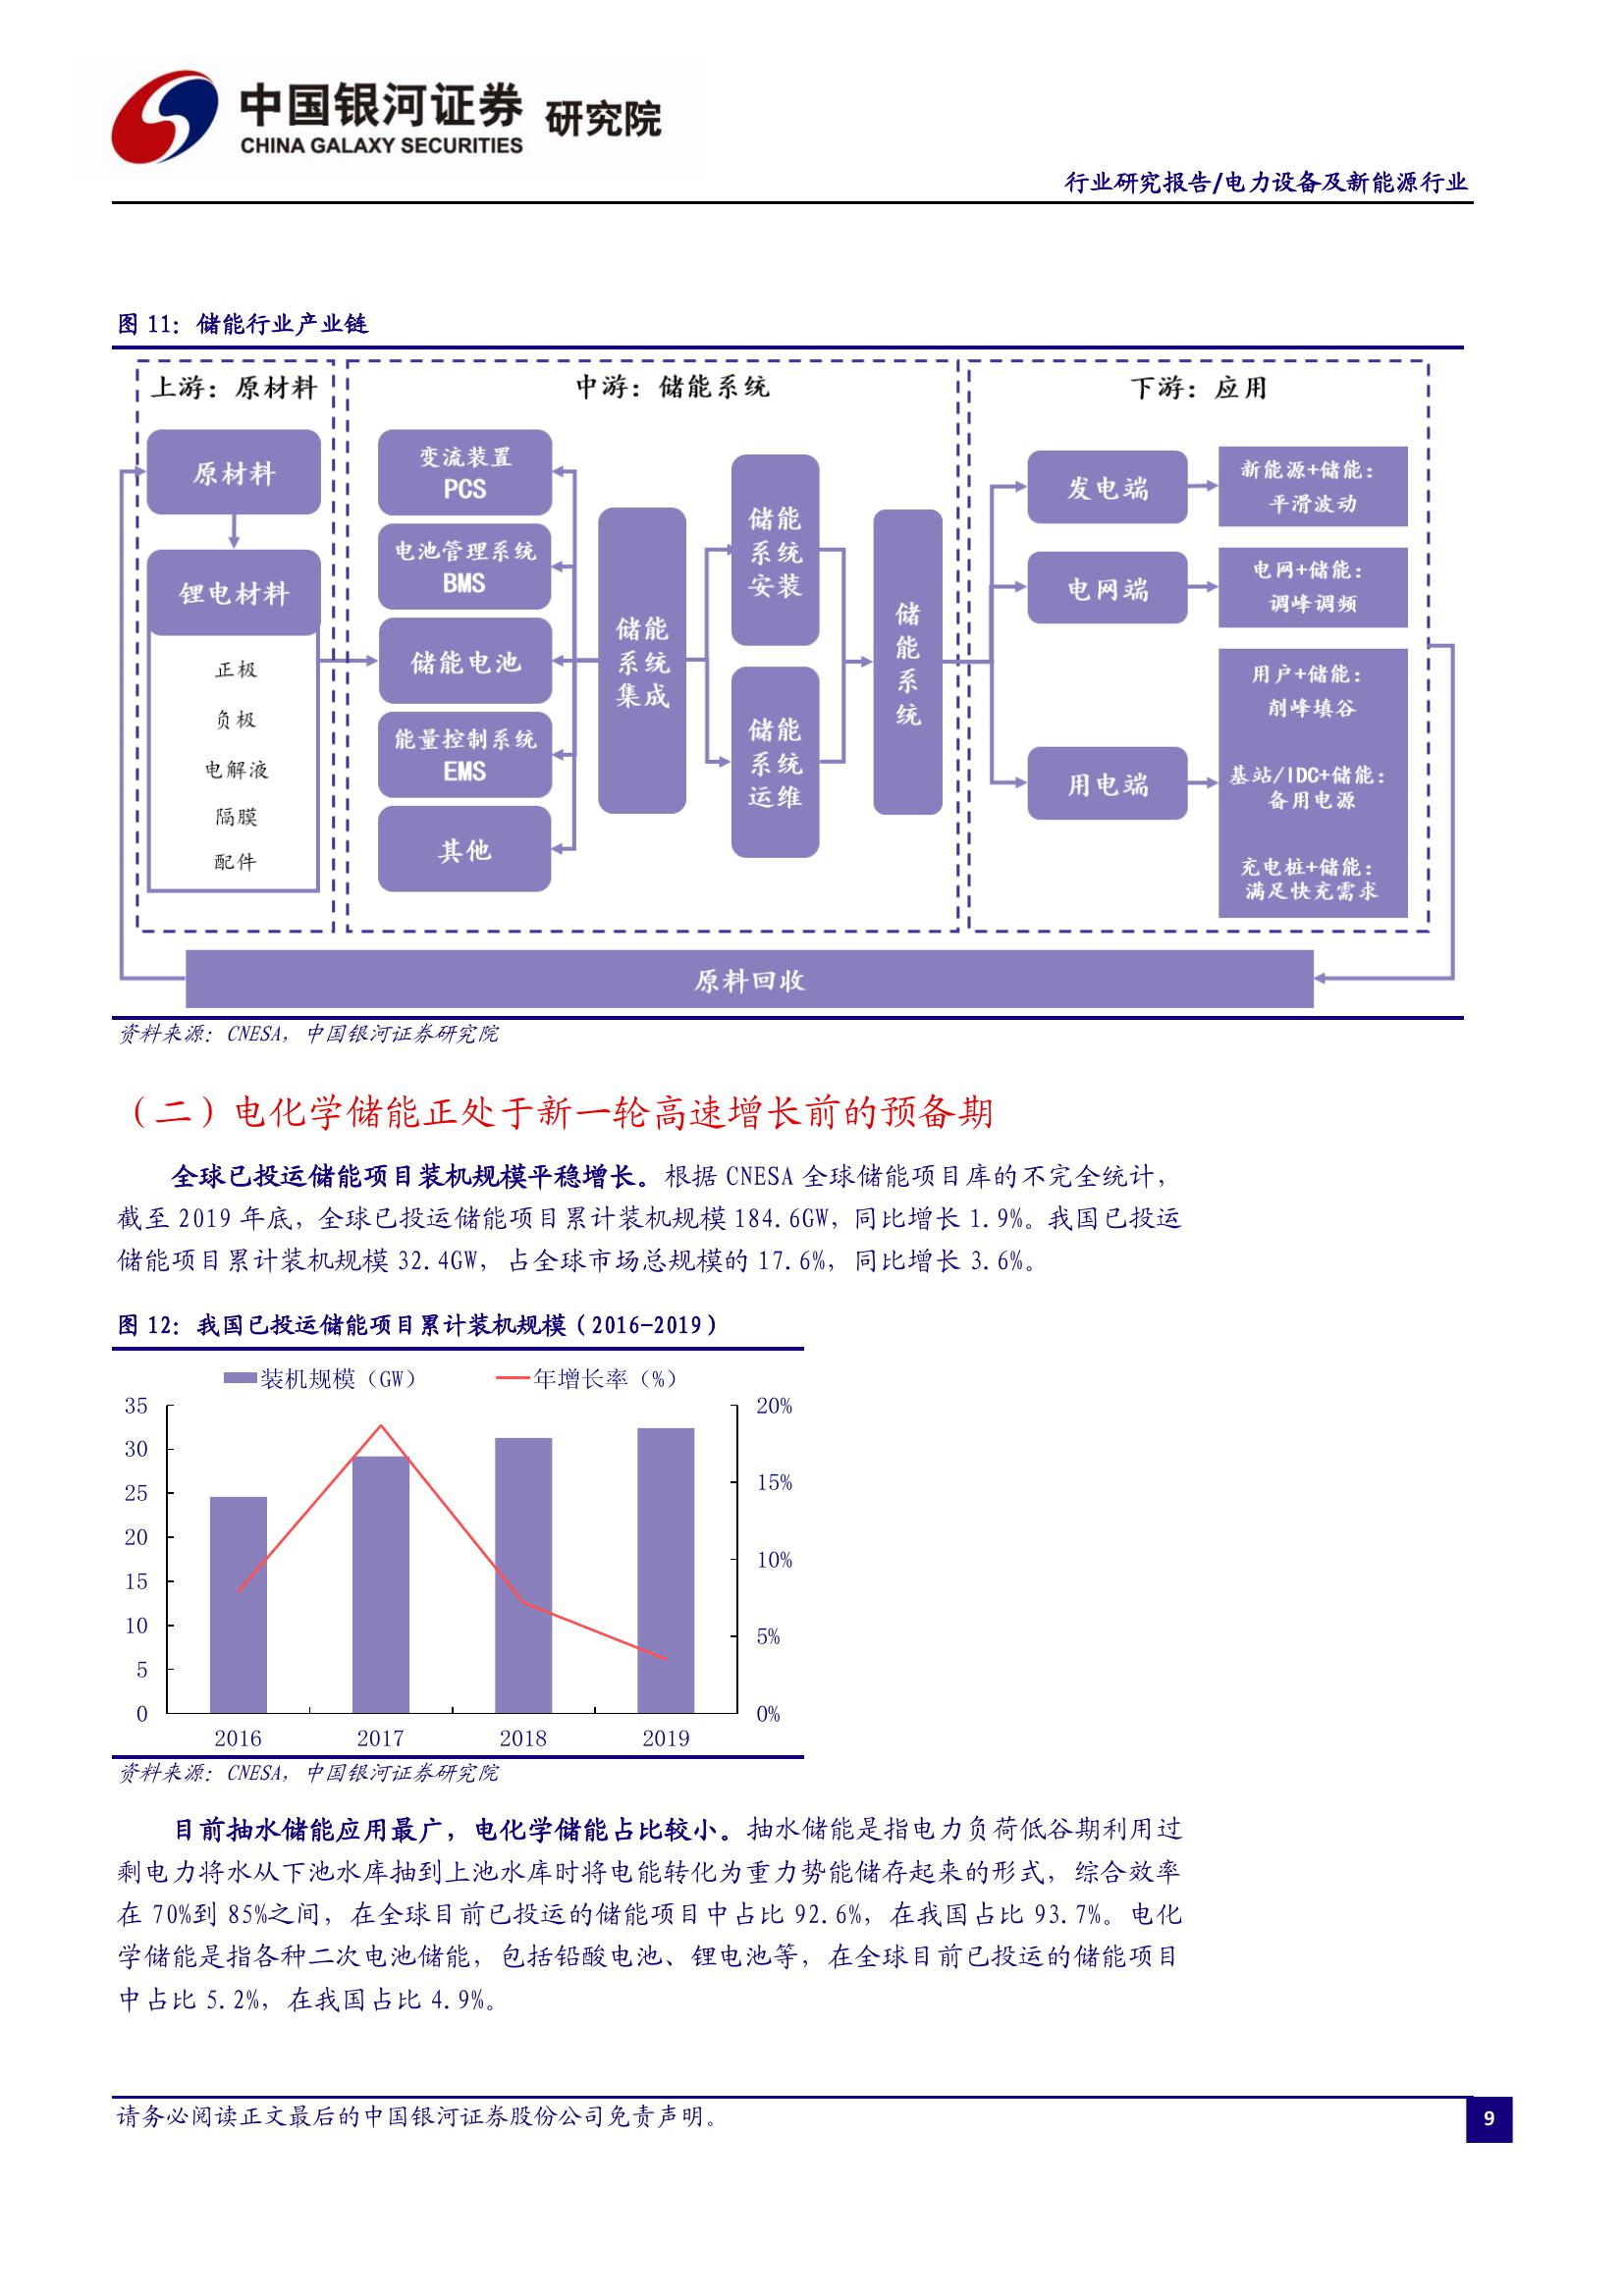 中国银河证券 研究院
CHINA GALAXY SECURITIES
行业研究报告/电力设备及新能源行业
图 11：储能行业产业链
上游：原材料
中游：储能系统
下游：应用
原材料
锂电材料
正极
负极
电解液
隔膜
配件
变流装置
PCS
电池管理系统
BMS
储能电池
能量控制系统
EMS
其他
储能
系统
集成
储能
系统
安装
储能
系统
运维
储
能
系
统
发电端
新能源+储能：
平滑波动
电网端
电网+储能：
调峰调频
用电端
用户+储能：
削峰填谷
基站/IDC+储能：
备用电源
充电桩+储能：
满足快充需求
原料回收
资料来源：CNESA，中国银河证券研究院
（二）电化学储能正处于新一轮高速增长前的预备期
全球已投运储能项目装机规模平稳增长。根据 CNESA 全球储能项目库的不完全统计，
截至 2019 年底，全球已投运储能项目累计装机规模 184.6GW，同比增长 1.9%。我国已投运
储能项目累计装机规模 32.4GW，占全球市场总规模的 17.6%，同比增长 3.6%。
图 12：我国已投运储能项目累计装机规模（2016-2019）
装机规模（GW） 年增长率（%）
35 20%
30
25 15%
20
15 10%
10
5 5%
0 0%
2016 2017 2018 2019
资料来源：CNESA，中国银河证券研究院
目前抽水储能应用最广，电化学储能占比较小。抽水储能是指电力负荷低谷期利用过
剩电力将水从下池水库抽到上池水库时将电能转化为重力势能储存起来的形式，综合效率
在 70%到 85%之间，在全球目前已投运的储能项目中占比 92.6%，在我国占比 93.7%。电化
学储能是指各种二次电池储能，包括铅酸电池、锂电池等，在全球目前已投运的储能项目
中占比 5.2%，在我国占比 4.9%。
请务必阅读正文最后的中国银河证券股份公司免责声明。
9